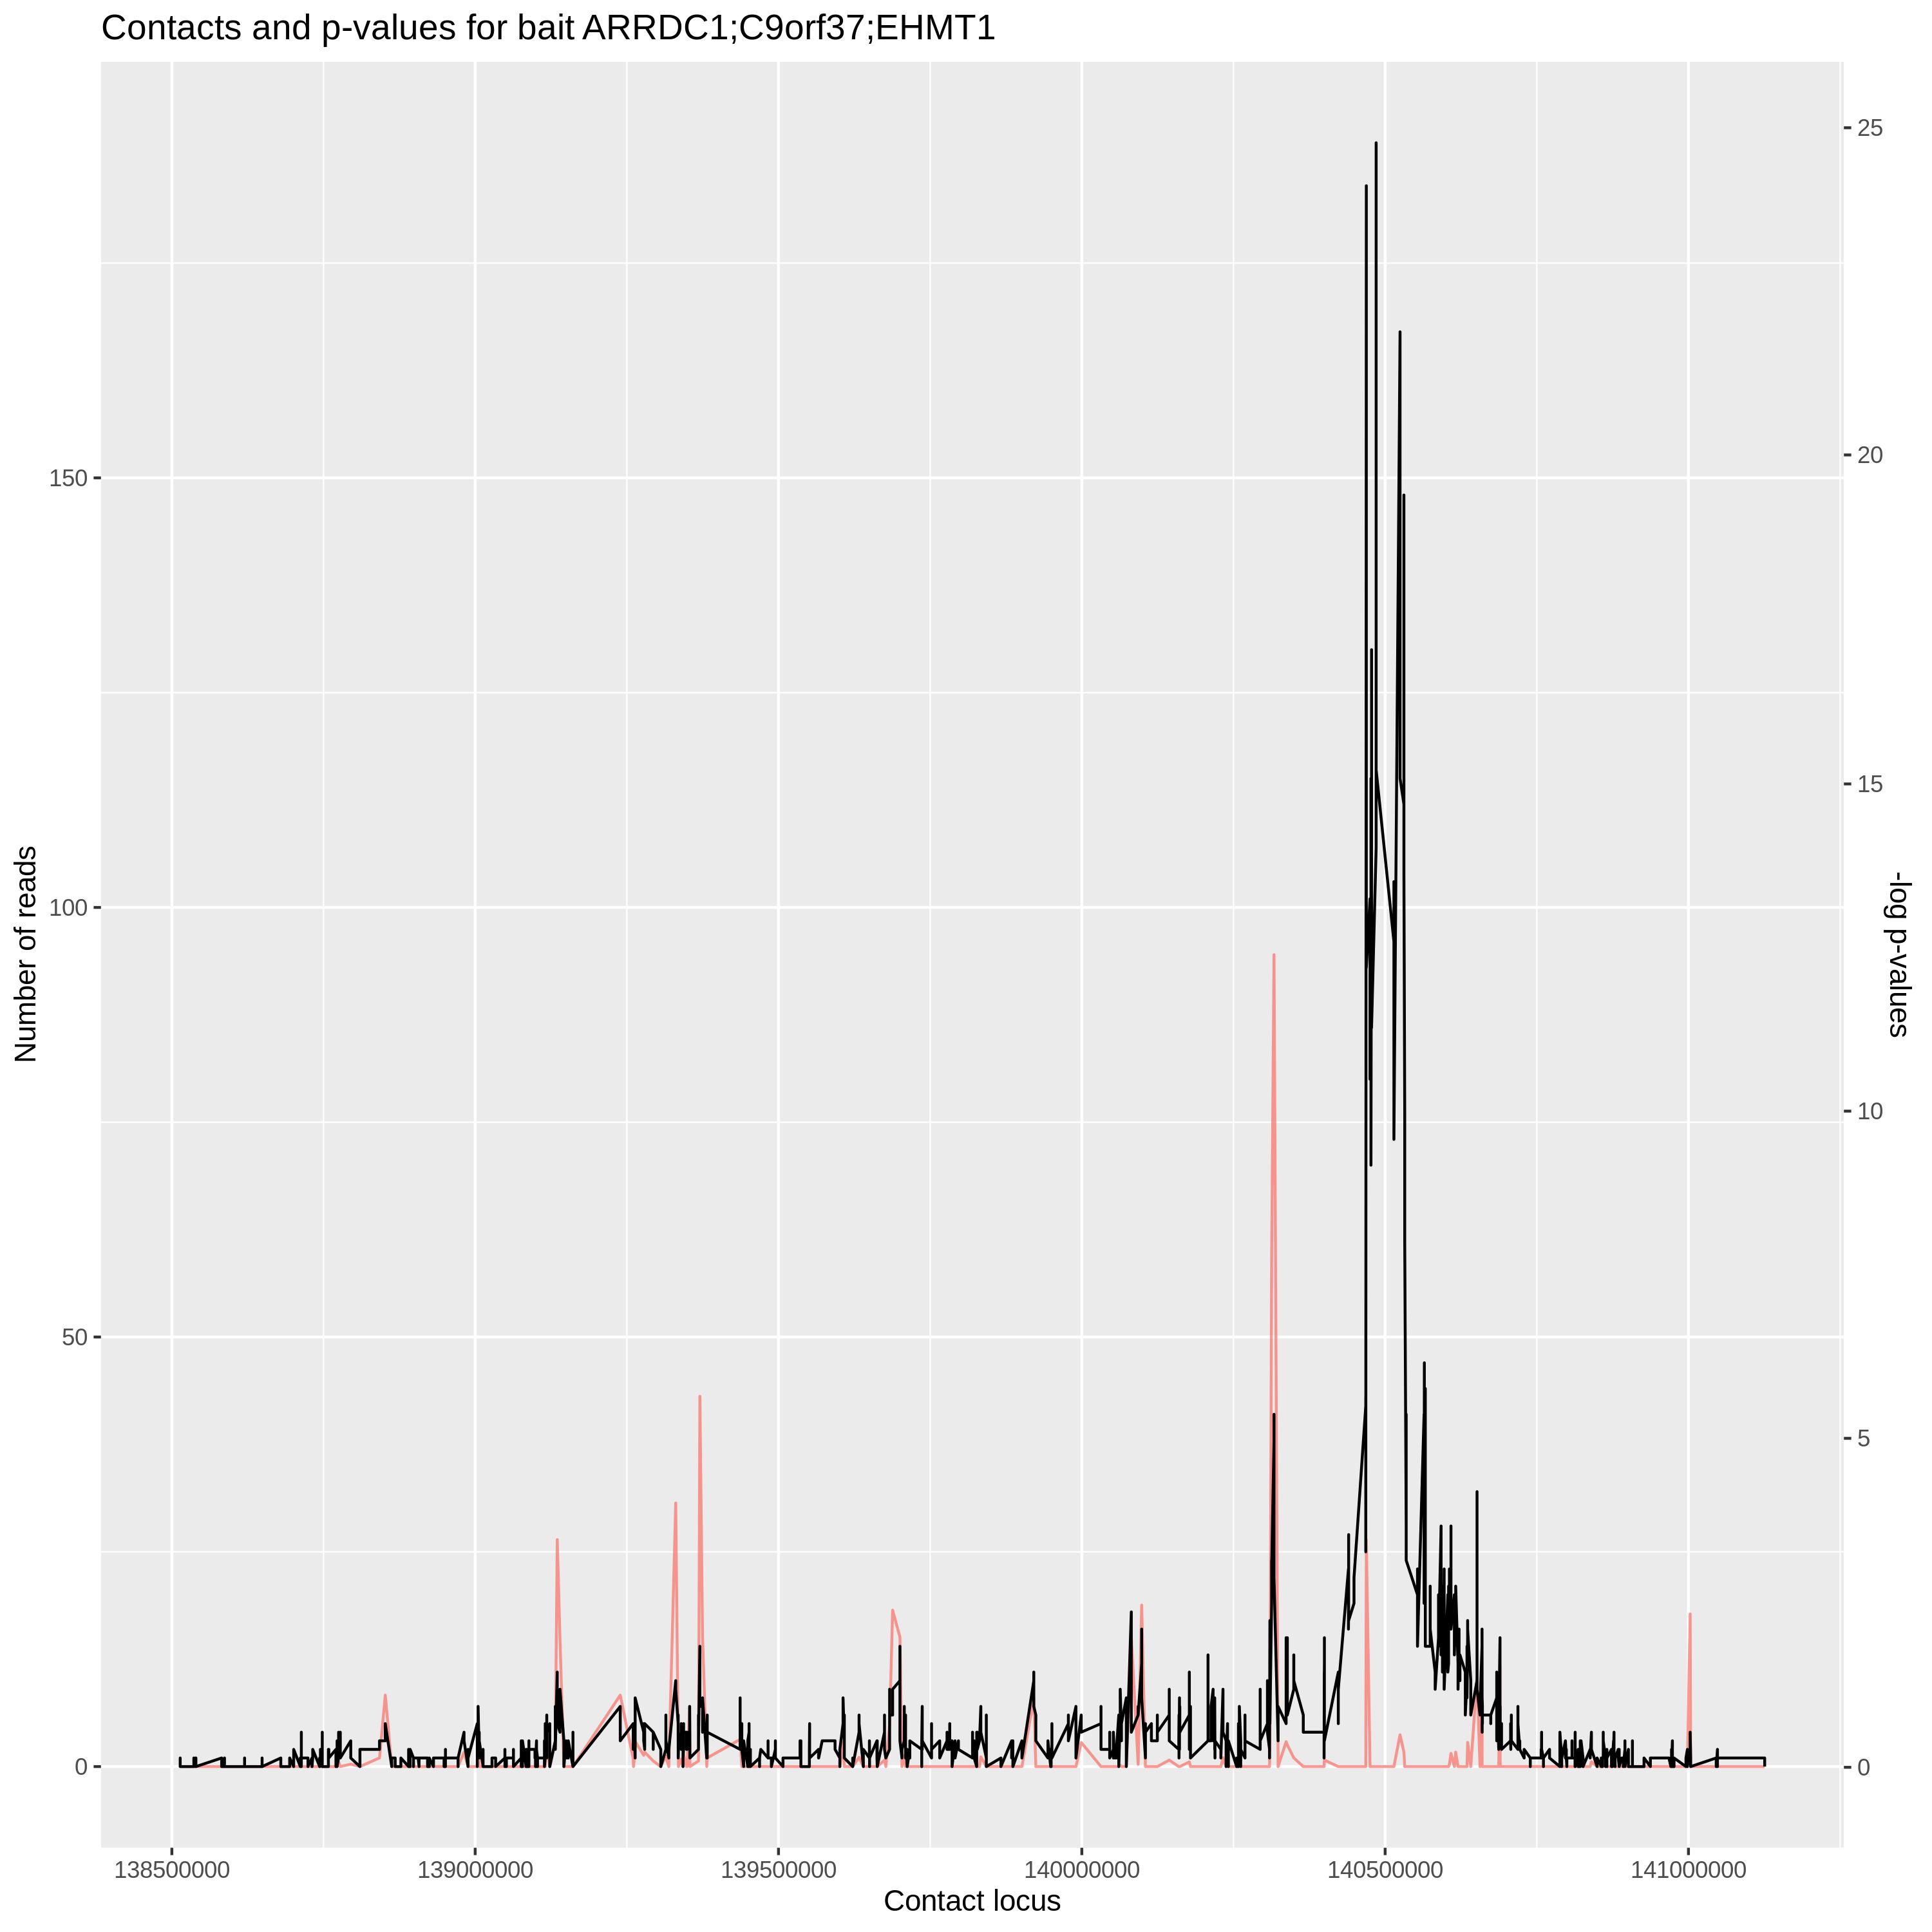 Contacts and p-values for bait ARRDC1;C9orf37;EHMT1
Number of reads
150
100
50
0
25
20
15
10
5
0
-log p-values
138500000 139000000 139500000 140000000 140500000 141000000
Contact locus